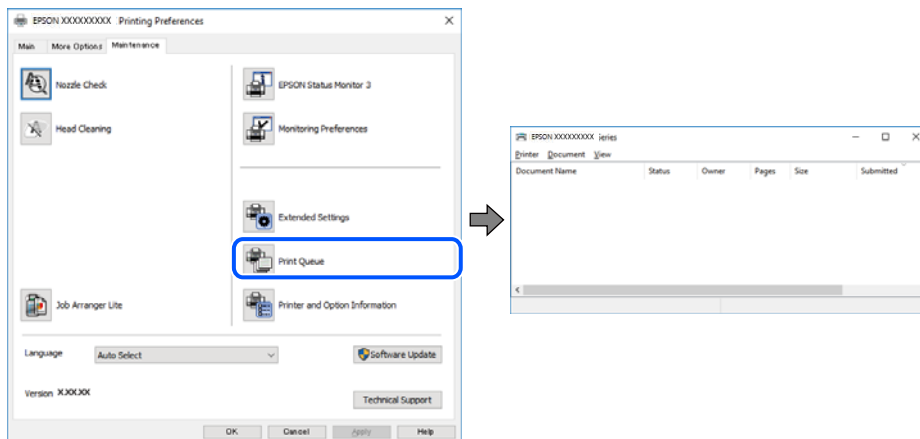 EPSON XXXXXXXXX Printing Preferences
Main More Options Maintenance
Nozzle Check
EPSON Status Monitor 3
Head Cleaning
Monitoring Preferences
Extended Settings
Print Queue
Job Arranger Lite
Printer and Option Information
Language Auto Select
Software Update
Version X.XX.XX
Technical Support
OK Cancel Apply Help
EPSON XXXXXXXXX Series
Printer Document View
Document Name Status Owner Pages Size Submitted